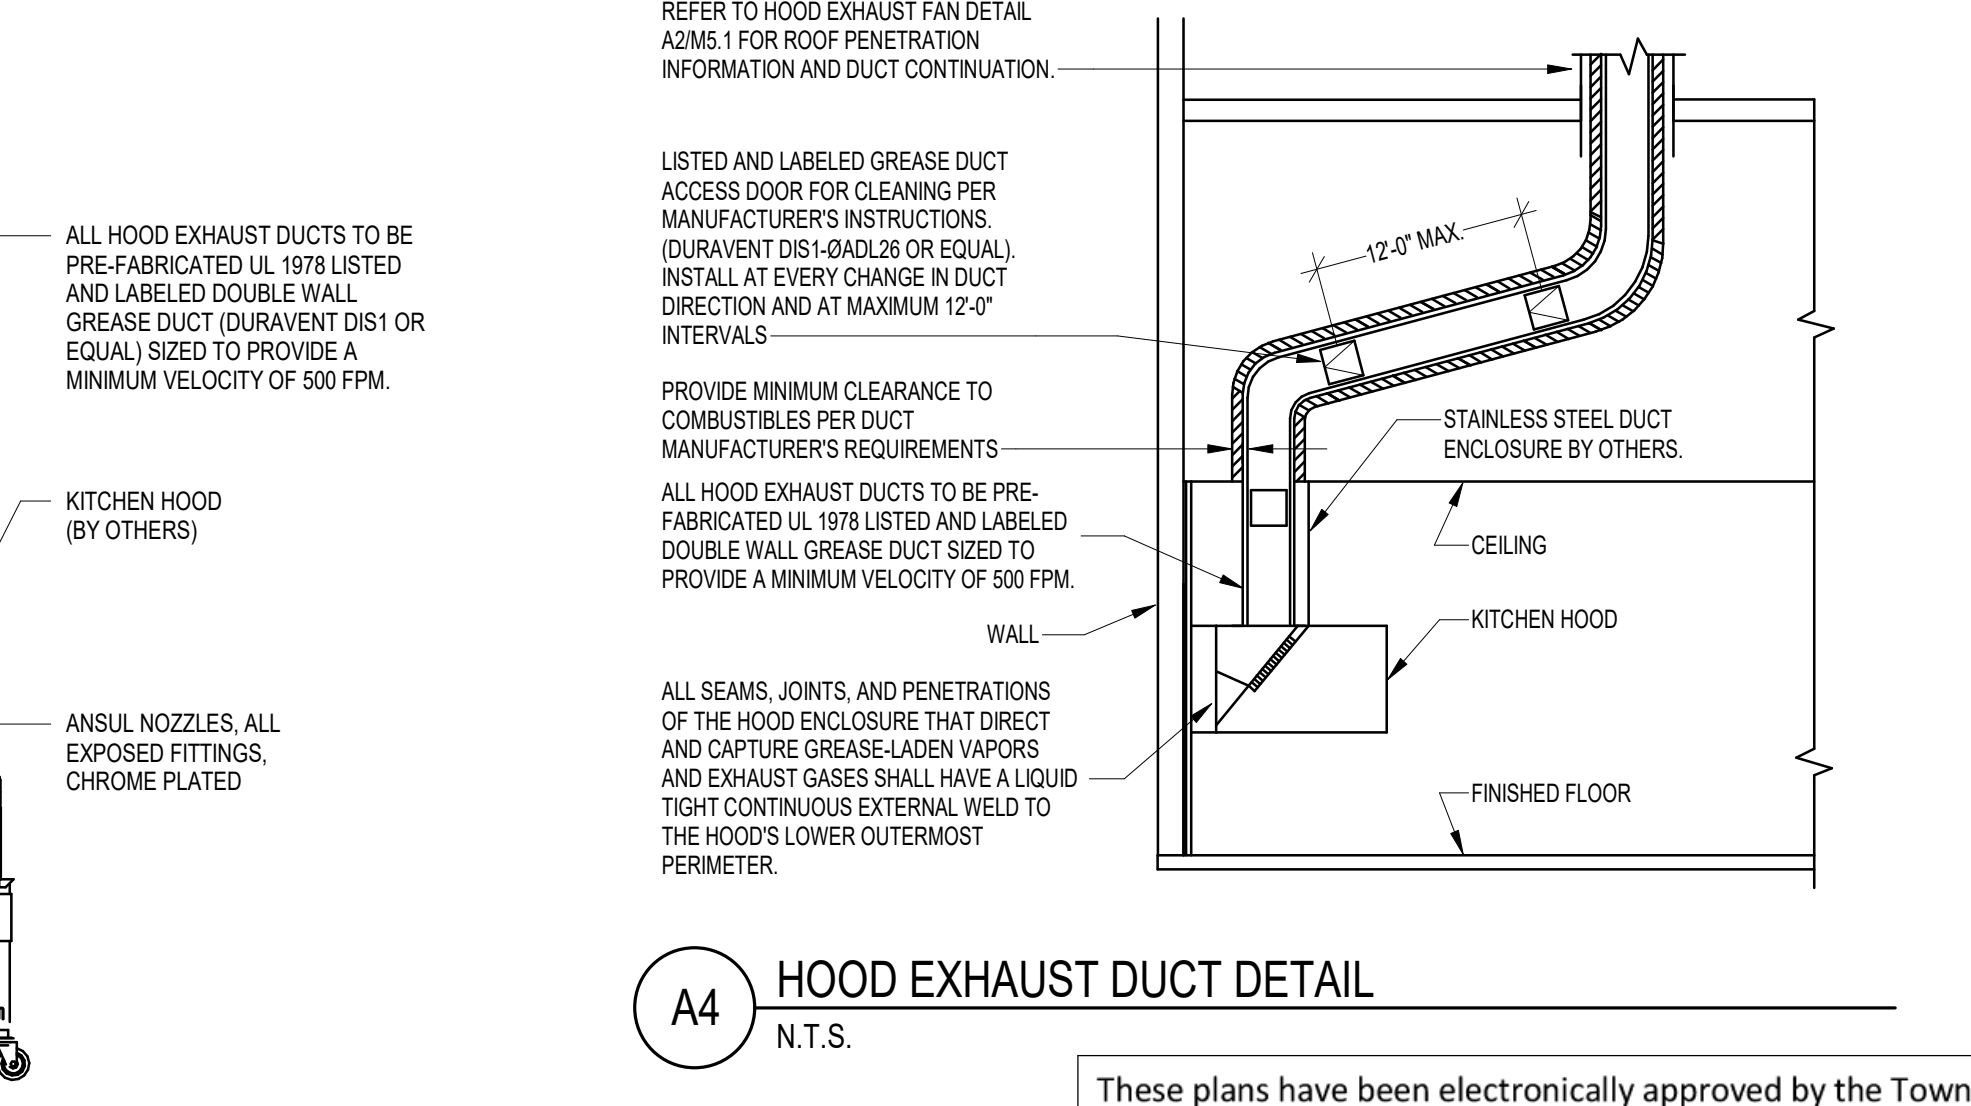 ALL HOOD EXHAUST DUCTS TO BE
PRE-FABRICATED UL 1978 LISTED
AND LABELED DOUBLE WALL
GREASE DUCT (DURAVENT DIS1 OR
EQUAL) SIZED TO PROVIDE A
MINIMUM VELOCITY OF 500 FPM.
KITCHEN HOOD
(BY OTHERS)
ANSUL NOZZLES, ALL
EXPOSED FITTINGS,
CHROME PLATED
REFER TO HOOD EXHAUST FAN DETAIL
A2/M5.1 FOR ROOF PENETRATION
INFORMATION AND DUCT CONTINUATION.
LISTED AND LABELED GREASE DUCT
ACCESS DOOR FOR CLEANING PER
MANUFACTURER'S INSTRUCTIONS.
(DURAVENT DIS1-ØADL26 OR EQUAL).
INSTALL AT EVERY CHANGE IN DUCT
DIRECTION AND AT MAXIMUM 12'-0"
INTERVALS
PROVIDE MINIMUM CLEARANCE TO
COMBUSTIBLES PER DUCT
MANUFACTURER'S REQUIREMENTS
ALL HOOD EXHAUST DUCTS TO BE PRE-
FABRICATED UL 1978 LISTED AND LABELED
DOUBLE WALL GREASE DUCT SIZED TO
PROVIDE A MINIMUM VELOCITY OF 500 FPM.
WALL
ALL SEAMS, JOINTS, AND PENETRATIONS
OF THE HOOD ENCLOSURE THAT DIRECT
AND CAPTURE GREASE-LADEN VAPORS
AND EXHAUST GASES SHALL HAVE A LIQUID
TIGHT CONTINUOUS EXTERNAL WELD TO
THE HOOD'S LOWER OUTERMOST
PERIMETER.
12'-0" MAX.
STAINLESS STEEL DUCT
ENCLOSURE BY OTHERS.
CEILING
KITCHEN HOOD
FINISHED FLOOR
A4
HOOD EXHAUST DUCT DETAIL
N.T.S.
These plans have been electronically approved by the Town